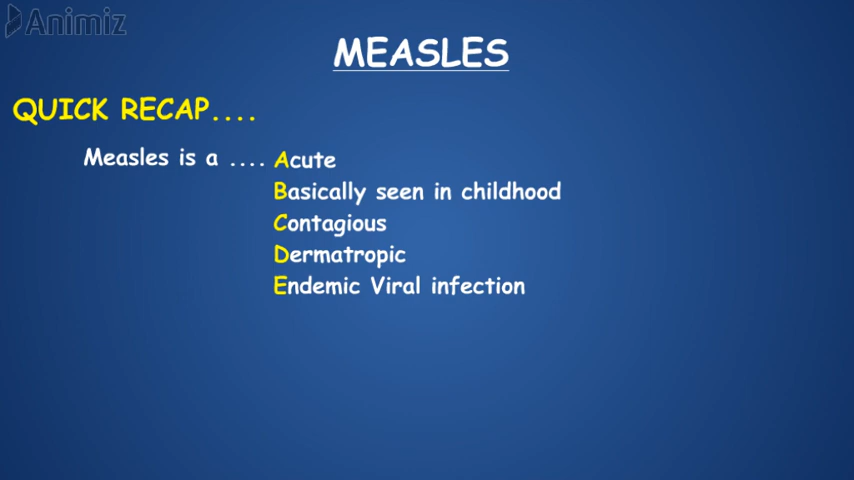 Animiz
MEASLES
QUICK RECAP....
Measles is a .... Acute
Basically seen in childhood
Contagious
Dermatropic
Endemic Viral infection